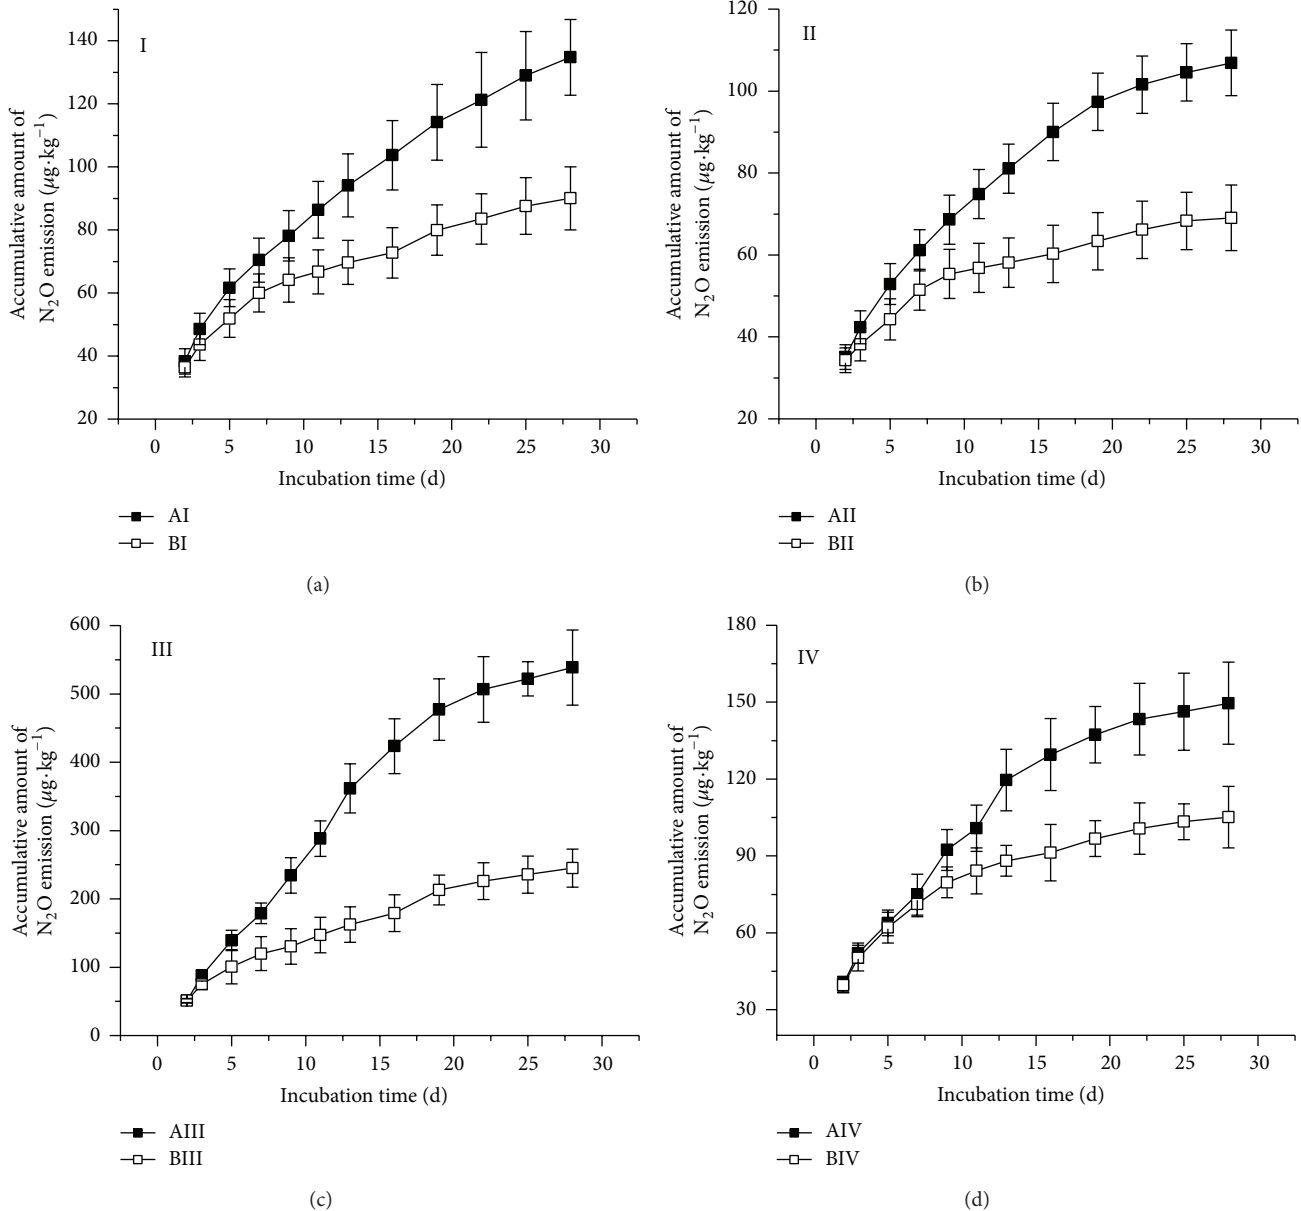 I
Accumulative amount of
N₂O emission (μg·kg⁻¹)
140
120
100
80
60
40
20
0 5 10 15 20 25 30
Incubation time (d)
AI
BI
(a)
II
Accumulative amount of
N₂O emission (μg·kg⁻¹)
120
100
80
60
40
20
0 5 10 15 20 25 30
Incubation time (d)
AII
BII
(b)
III
Accumulative amount of
N₂O emission (μg·kg⁻¹)
600
500
400
300
200
100
0
0 5 10 15 20 25 30
Incubation time (d)
AIII
BIII
(c)
IV
Accumulative amount of
N₂O emission (μg·kg⁻¹)
180
150
120
90
60
30
0 5 10 15 20 25 30
Incubation time (d)
AIV
BIV
(d)